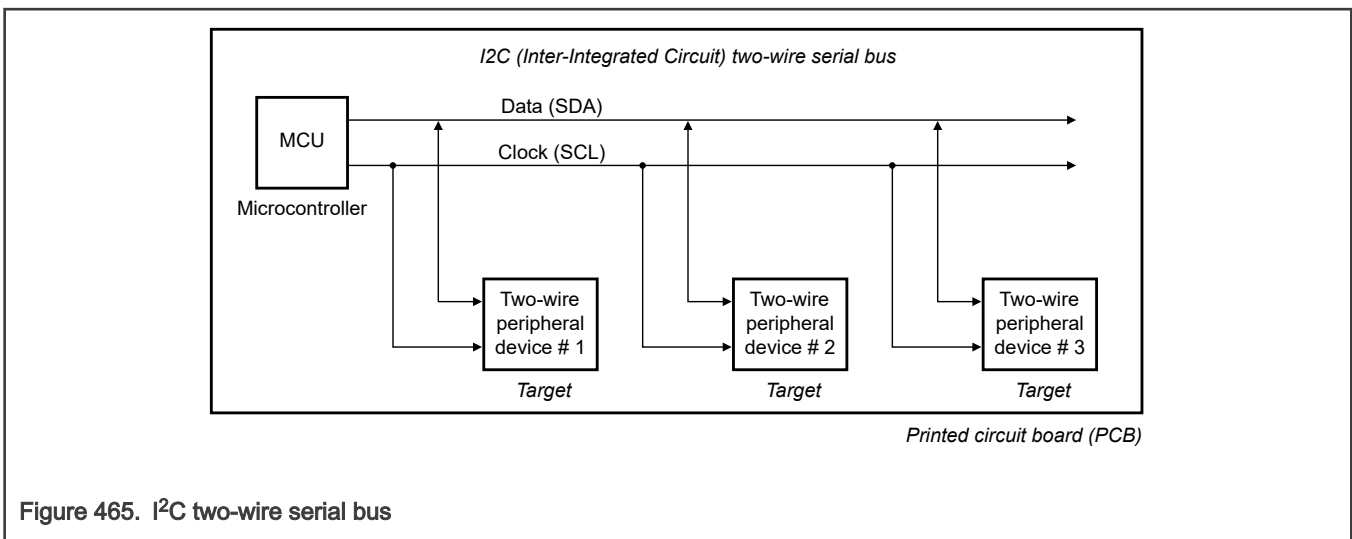 I2C (Inter-Integrated Circuit) two-wire serial bus
Data (SDA)
MCU
Clock (SCL)
Microcontroller
Two-wire
peripheral
device # 1
Two-wire
peripheral
device # 2
Two-wire
peripheral
device # 3
Target
Target
Target
Printed circuit board (PCB)
Figure 465. I²C two-wire serial bus